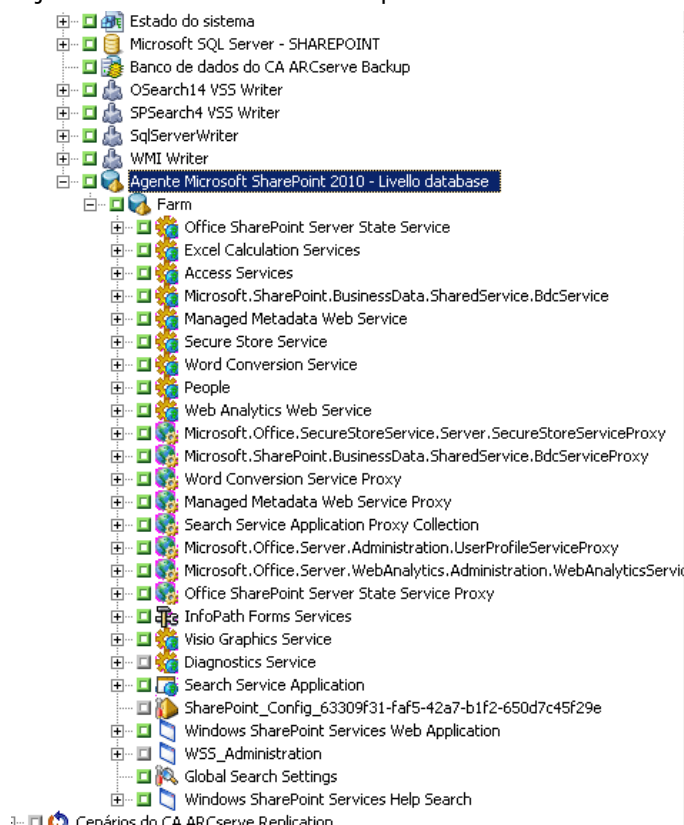 Estado do sistema
Microsoft SQL Server - SHAREPOINT
Banco de dados do CA ARCserve Backup
OSearch14 VSS Writer
SPSearch4 VSS Writer
SqlServerWriter
WMI Writer
Agente Microsoft SharePoint 2010 - Livello database
Farm
Office SharePoint Server State Service
Excel Calculation Services
Access Services
Microsoft.SharePoint.BusinessData.SharedService.BdcService
Managed Metadata Web Service
Secure Store Service
Word Conversion Service
People
Web Analytics Web Service
Microsoft.Office.SecureStoreService.Server.SecureStoreServiceProxy
Microsoft.SharePoint.BusinessData.SharedService.BdcServiceProxy
Word Conversion Service Proxy
Managed Metadata Web Service Proxy
Search Service Application Proxy Collection
Microsoft.Office.Server.Administration.UserProfileServiceProxy
Microsoft.Office.Server.WebAnalytics.Administration.WebAnalyticsServic
Office SharePoint Server State Service Proxy
InfoPath Forms Services
Visio Graphics Service
Diagnostics Service
Search Service Application
SharePoint_Config_63309f31-faf5-42a7-b1f2-650d7c45f29e
Windows SharePoint Services Web Application
WSS_Administration
Global Search Settings
Windows SharePoint Services Help Search
Cenários do CA ARCserve Replication